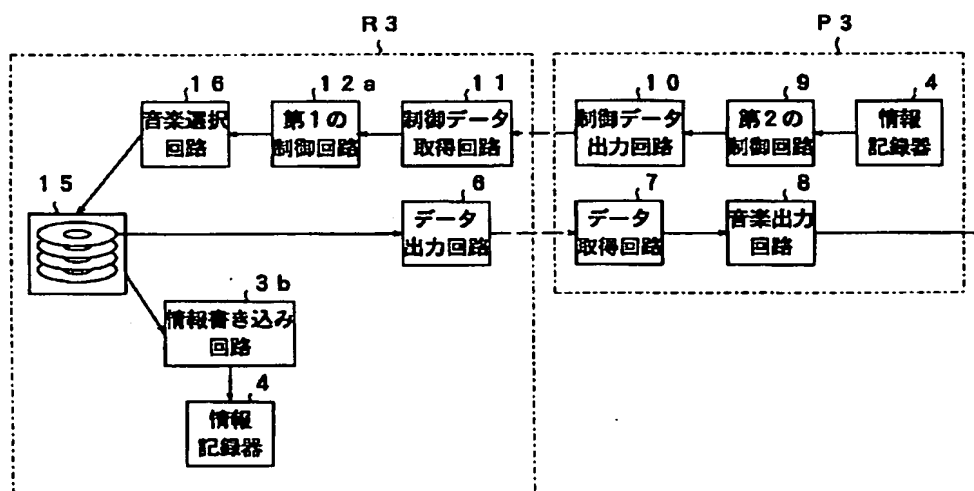 R3
P3
16
12a
11
10
9
4
音楽選択
回路
第1の
制御回路
制御データ
取得回路
制御データ
出力回路
第2の
制御回路
情報
記録器
15
6
7
8
データ
出力回路
データ
取得回路
音楽出力
回路
3b
情報書き込み
回路
4
情報
記録器